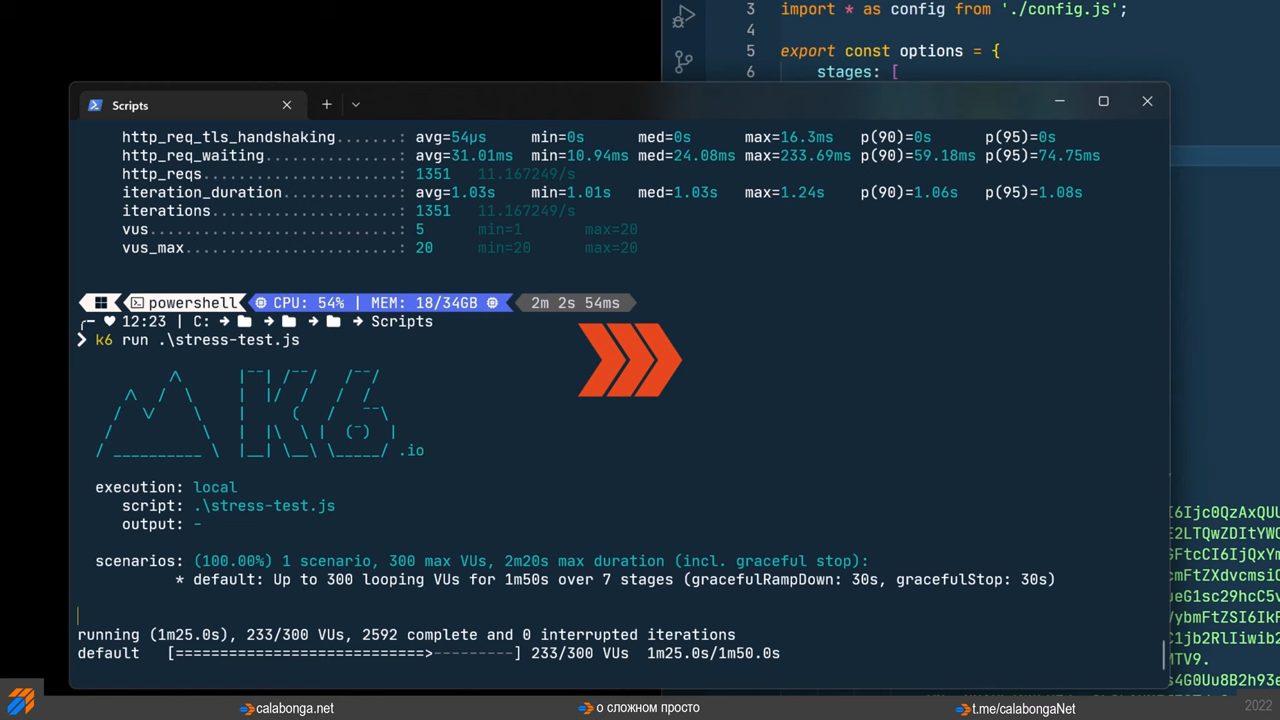 3 import * as config from './config.js';
4
5 export const options = {
6 stages: [
Scripts
http_req_tls_handshaking.......: avg=54µs min=0s med=0s max=16.3ms p(90)=0s p(95)=0s
http_req_waiting...............: avg=31.01ms min=10.94ms med=24.08ms max=233.69ms p(90)=59.18ms p(95)=74.75ms
http_reqs......................: 1351 11.167249/s
iteration_duration.............: avg=1.03s min=1.01s med=1.03s max=1.24s p(90)=1.06s p(95)=1.08s
iterations.....................: 1351 11.167249/s
vus............................: 5 min=1 max=20
vus_max........................: 20 min=20 max=20
powershell CPU: 54% | MEM: 18/34GB 2m 2s 54ms
12:23 | C: Scripts
k6 run .\stress-test.js
.io
execution: local
script: .\stress-test.js
output: -
scenarios: (100.00%) 1 scenario, 300 max VUs, 2m20s max duration (incl. graceful stop):
* default: Up to 300 looping VUs for 1m50s over 7 stages (gracefulRampDown: 30s, gracefulStop: 30s)
running (1m25.0s), 233/300 VUs, 2592 complete and 0 interrupted iterations
default [===========================>---------] 233/300 VUs 1m25.0s/1m50.0s
calabonga.net
о сложном просто
t.me/calabongaNet
2022